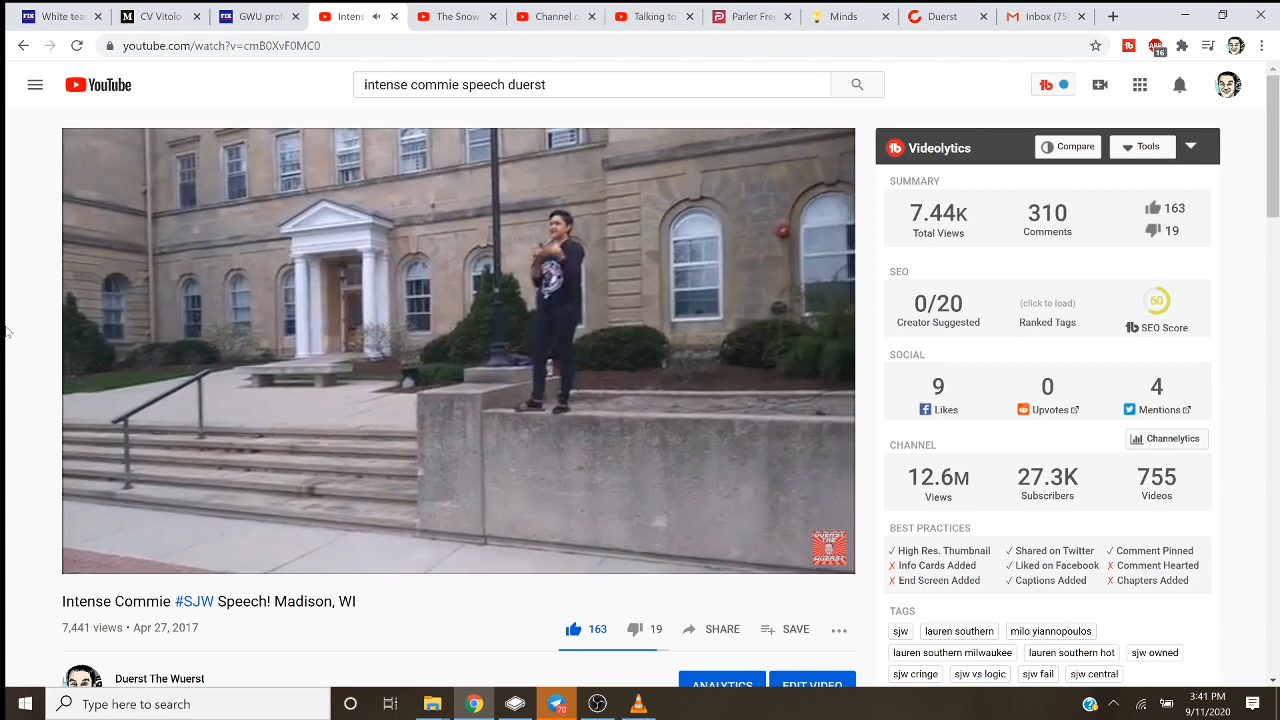 White tea
CV Vitolo
GWU prof
Intens
The Snow
Channel c
Talking to
Parler Fre
Minds
Duerst
Inbox (75)
youtube.com/watch?v=cmB0XvF0MC0
16
YouTube
intense commie speech duerst
Videolytics
Compare
Tools
SUMMARY
7.44K 310 163
Total Views Comments 19
SEO
0/20 (click to load) 60
Creator Suggested Ranked Tags SEO Score
SOCIAL
9 0 4
Likes Upvotes Mentions
Channelytics
CHANNEL
12.6M 27.3K 755
Views Subscribers Videos
BEST PRACTICES
✓ High Res. Thumbnail ✓ Shared on Twitter ✓ Comment Pinned
✗ Info Cards Added ✓ Liked on Facebook ✗ Comment Hearted
✗ End Screen Added ✓ Captions Added ✗ Chapters Added
TAGS
sjw lauren southern milo yiannopoulos
lauren southern milwaukee lauren southern hot sjw owned
sjw cringe sjw vs logic sjw fail sjw central
DUERST
THE
WUERST
Intense Commie #SJW Speech! Madison, WI
7,441 views • Apr 27, 2017
163 19 SHARE SAVE
Duerst The Wuerst
ANALYTICS EDIT VIDEO
Type here to search
70
3:41 PM
9/11/2020